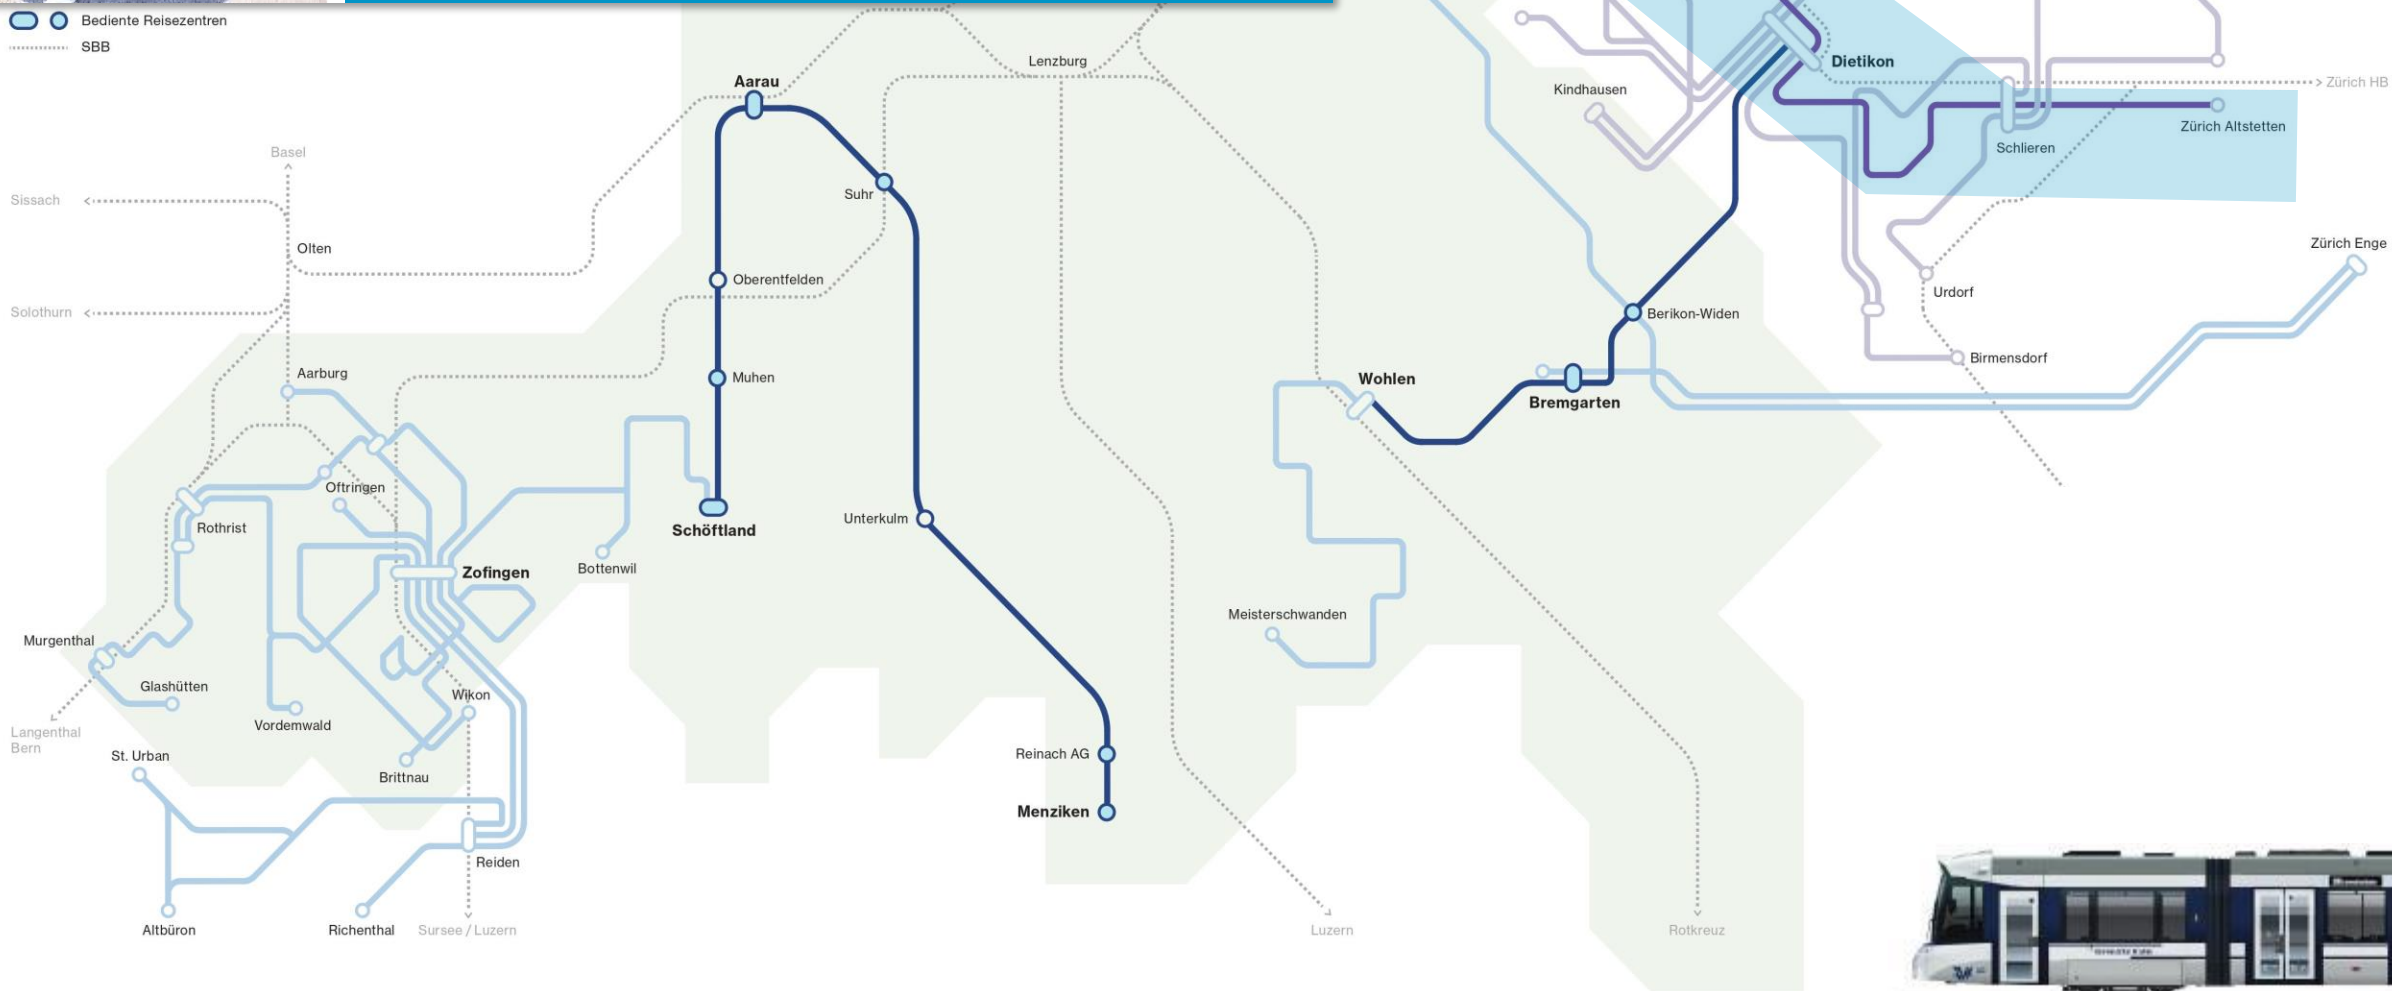 Bediente Reisezentren
SBB
Lenzburg
Aarau
Dietikon
Kindhausen
> Zürich HB
Zürich Altstetten
Schlieren
Basel
Sissach
Suhr
Olten
Zürich Enge
Oberentfelden
Urdorf
Solothurn
Berikon-Widen
Birmensdorf
Aarburg
Muhen
Wohlen
Bremgarten
Oftringen
Rothrist
Schöftland
Unterkulm
Zofingen
Bottenwil
Meisterschwanden
Murgenthal
Glashütten
Wikon
Vordemwald
Langenthal
Bern
St. Urban
Brittnau
Reinach AG
Menziken
Reiden
Altbüron
Richenthal
Sursee / Luzern
Luzern
Rotkreuz